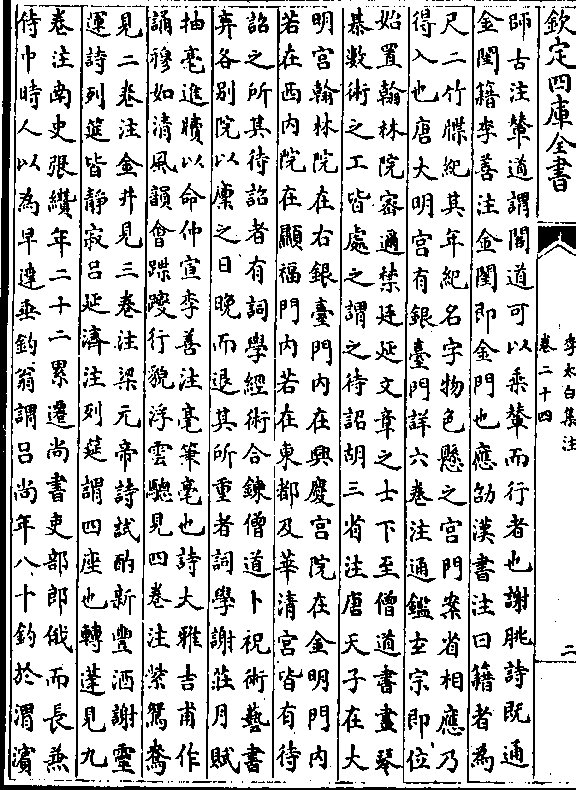 欽定四庫全書
李太白集注
卷二十四
二
師古注輦道謂閣道可以乘輦而行者也謝朓詩既通
金閨籍李善注金閨即金門也應劭漢書注曰籍者為
尺二竹牒紀其年紀名字物色懸之宮門案省相應乃
得入也唐大明宮有銀臺門詳六卷注通鑑玄宗即位
始置翰林院密邇禁廷延文章之士下至僧道書畫琴
棊數術之工皆處之謂之待詔胡三省注唐天子在大
明宮翰林院在右銀臺門内在興慶宮院在金明門内
若在西内院在顯福門内若在東都及華清宮皆有待
詔之所其待詔者有詞學經術合鍊僧道卜祝術藝書
弈各别院以廩之日晚而退其所重者詞學謝莊月賦
抽毫進牘以命仲宣李善注毫筆毫也詩大雅吉甫作
誦穆如清風韻會蹀躞行貌浮雲驄見四卷注紫鴛鴦
見二卷注金井見三卷注梁元帝詩試酌新豐酒謝靈
運詩列筵皆靜寂吕延濟注列筵謂四座也轉蓬見九
卷注南史張纘年二十二累遷尚書吏部郎俄而長兼
侍中時人以為早達垂釣翁謂吕尚年八十釣於渭濱